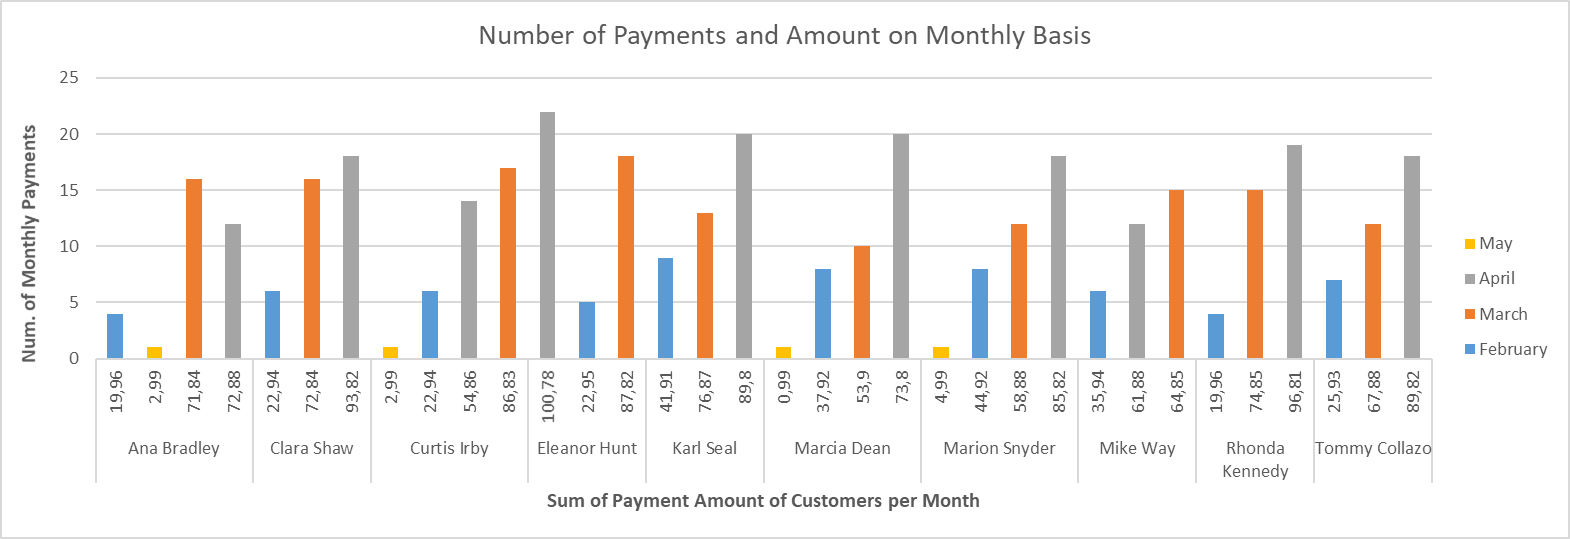 Number of Payments and Amount on Monthly Basis
Num. of Monthly Payments
25
20
15
10
5
0
19,96
2,99
71,84
72,88
22,94
72,84
93,82
2,99
22,94
54,86
86,83
100,78
22,95
87,82
41,91
76,87
89,8
0,99
37,92
53,9
73,8
4,99
44,92
58,88
85,82
35,94
61,88
64,85
19,96
74,85
96,81
25,93
67,88
89,82
Ana Bradley
Clara Shaw
Curtis Irby
Eleanor Hunt
Karl Seal
Marcia Dean
Marion Snyder
Mike Way
Rhonda
Kennedy
Tommy Collazo
Sum of Payment Amount of Customers per Month
May
April
March
February